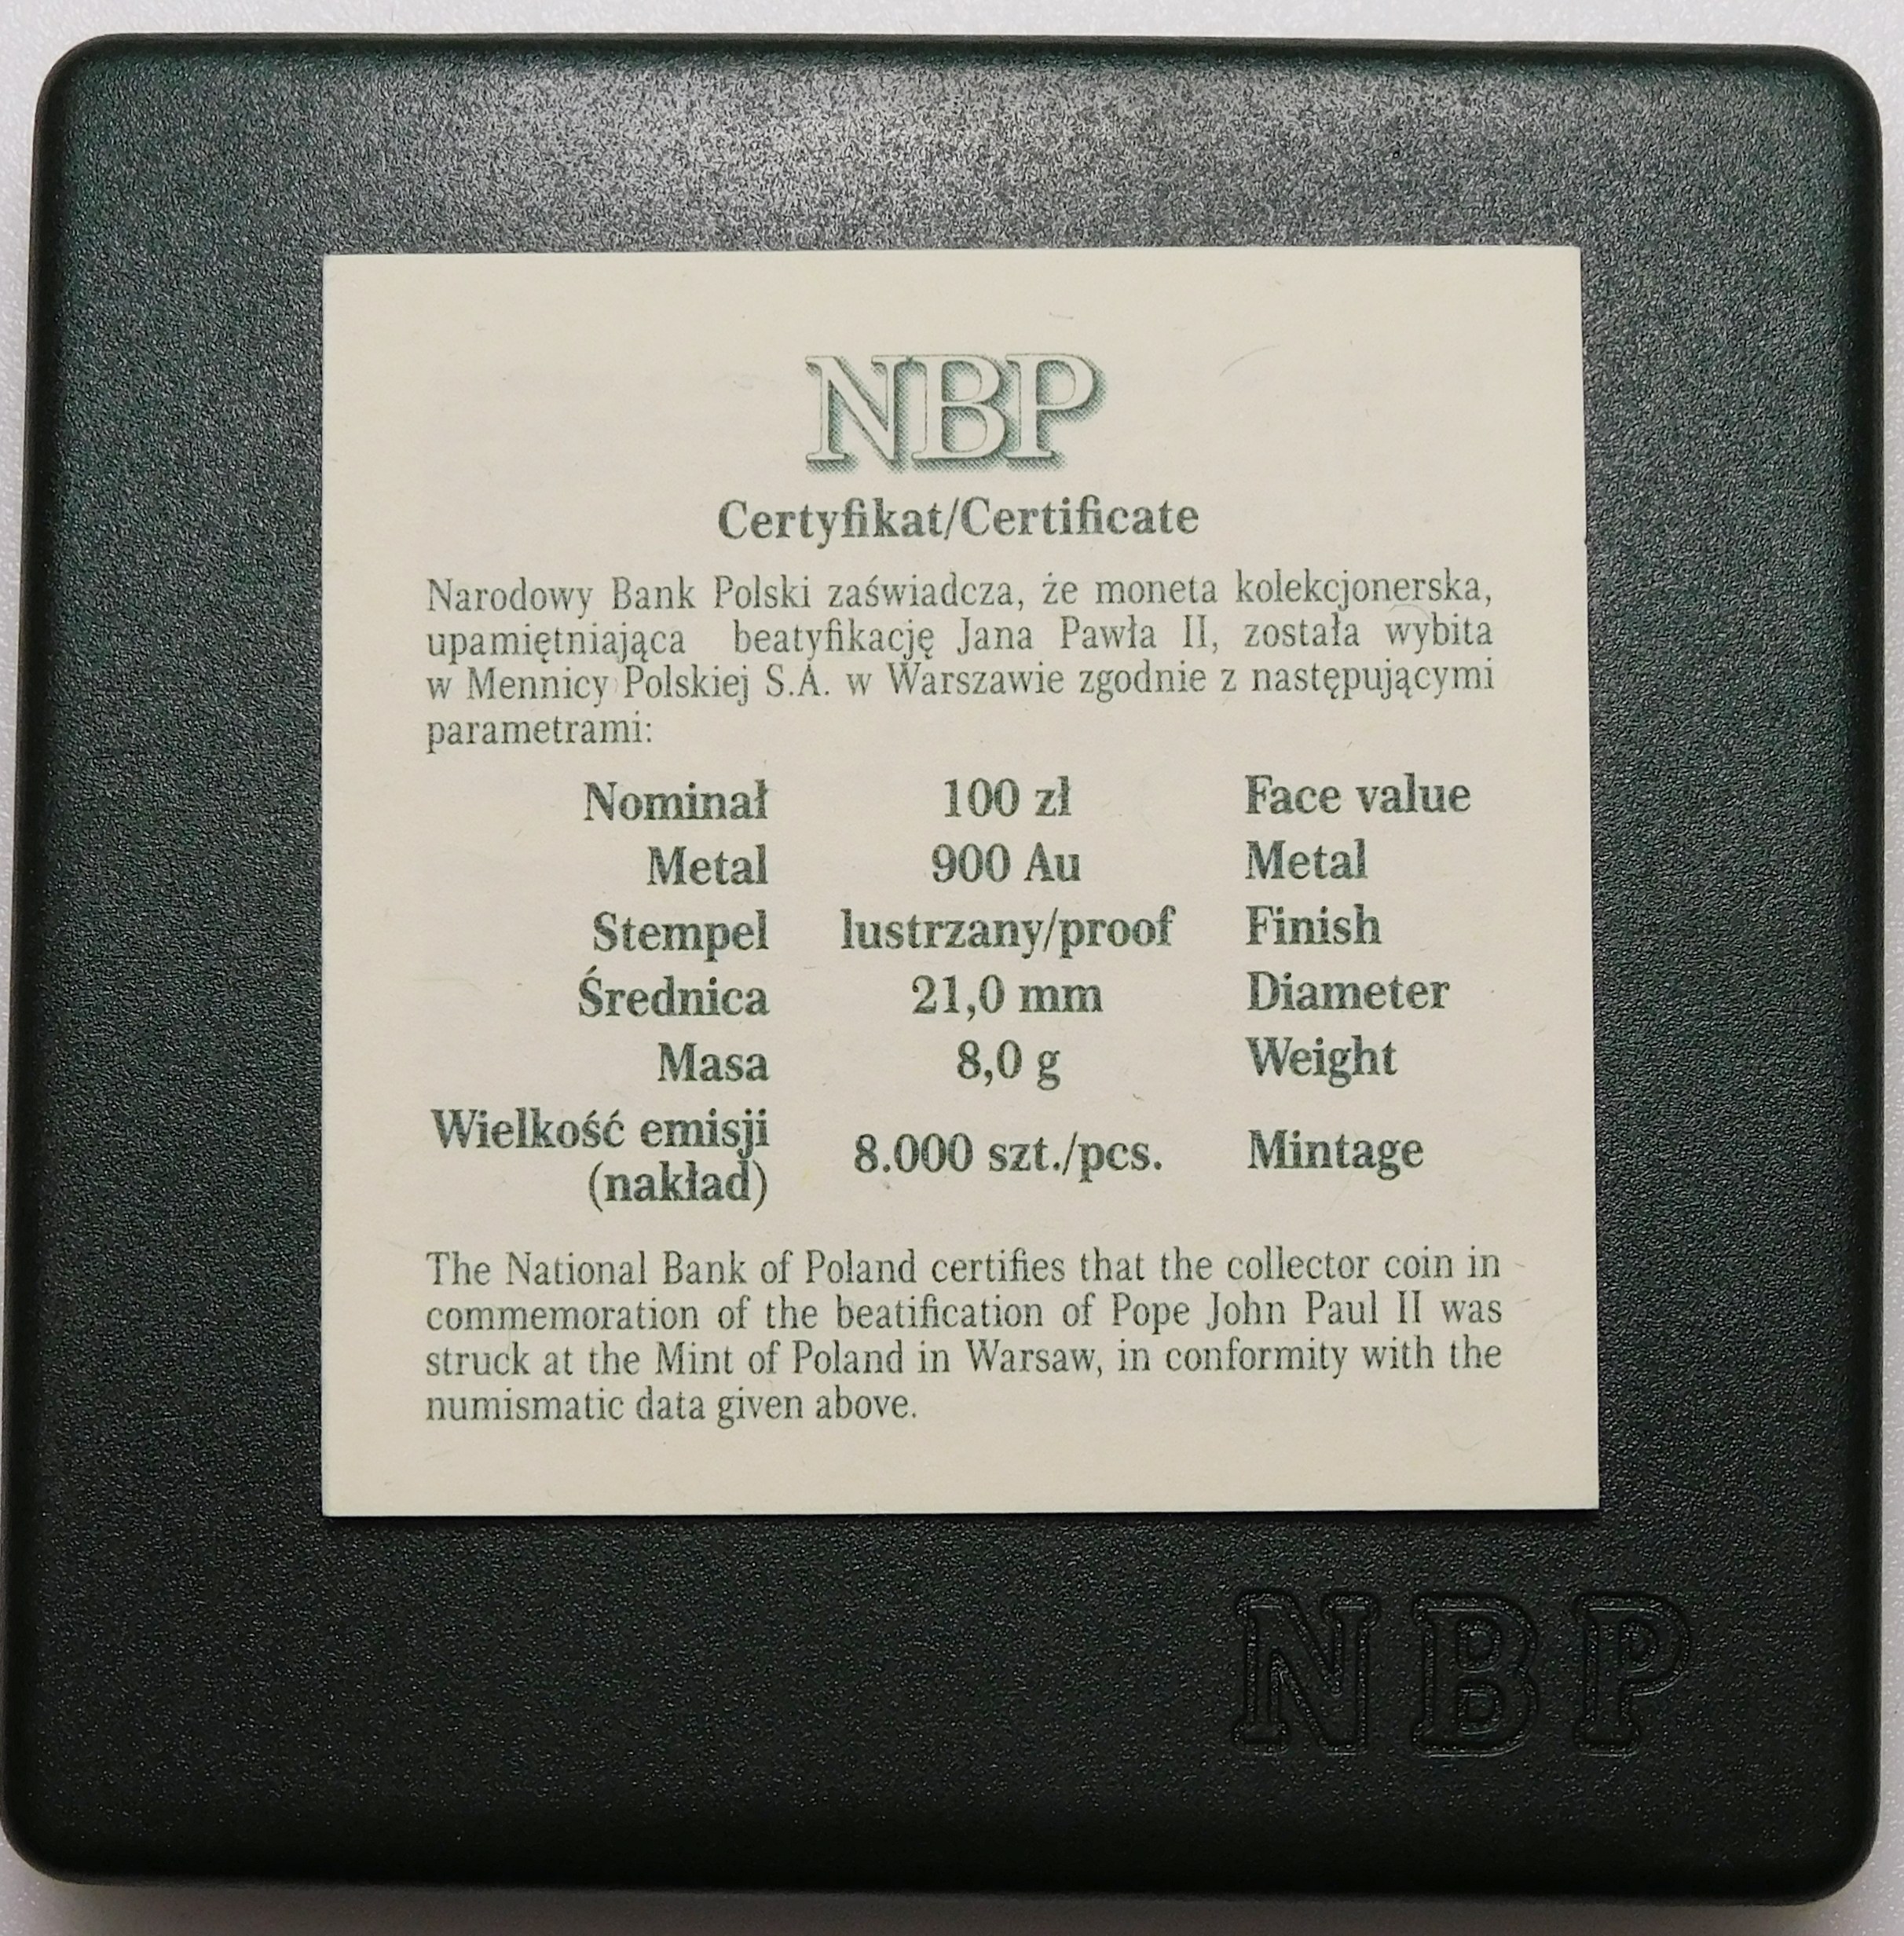 NBP
Certyfikat/Certificate
Narodowy Bank Polski zaświadcza, że moneta kolekcjonerska,
upamiętniająca beatyfikację Jana Pawła II, została wybita
w Mennicy Polskiej S.A. w Warszawie zgodnie z następującymi
parametrami:
Nominał 100 zł Face value
Metal 900 Au Metal
Stempel lustrzany/proof Finish
Średnica 21,0 mm Diameter
Masa 8,0 g Weight
Wielkość emisji
(nakład) 8.000 szt./pcs. Mintage
The National Bank of Poland certifies that the collector coin in
commemoration of the beatification of Pope John Paul II was
struck at the Mint of Poland in Warsaw, in conformity with the
numismatic data given above.
NBP